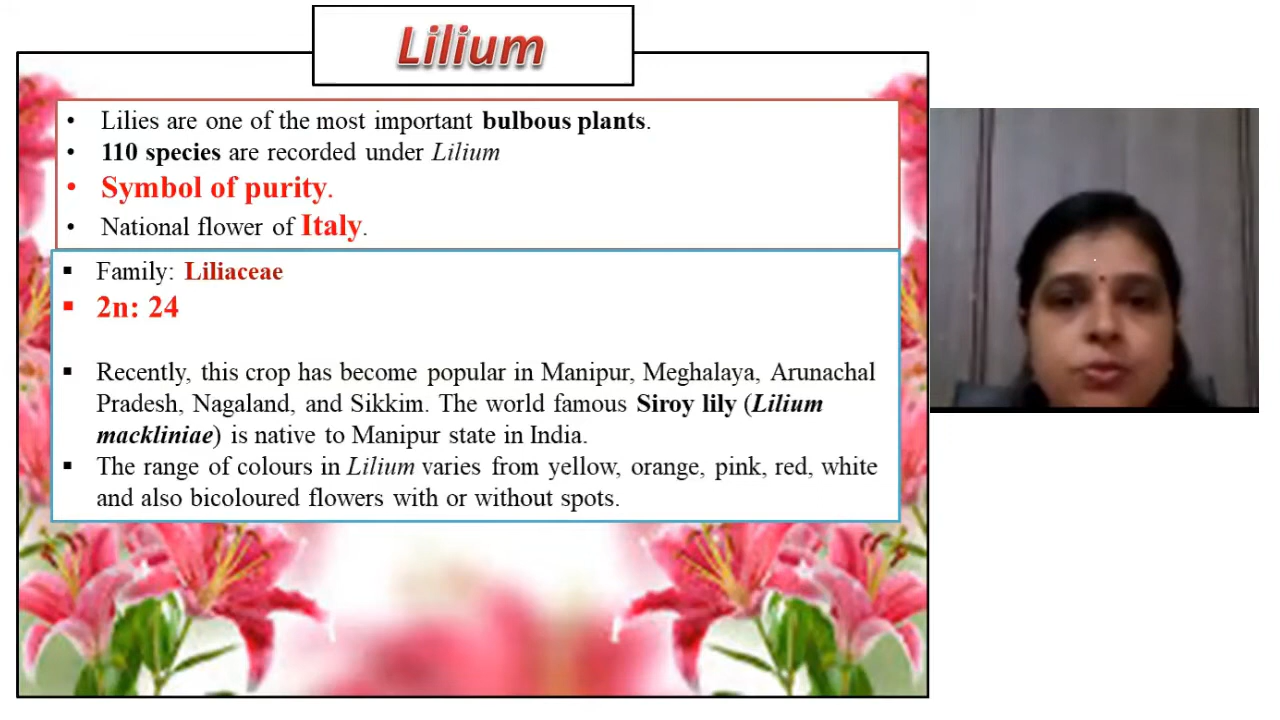 Lilium
• Lilies are one of the most important bulbous plants.
• 110 species are recorded under Lilium
• Symbol of purity.
• National flower of Italy.
▪ Family: Liliaceae
▪ 2n: 24
▪ Recently, this crop has become popular in Manipur, Meghalaya, Arunachal
Pradesh, Nagaland, and Sikkim. The world famous Siroy lily (Lilium
mackliniae) is native to Manipur state in India.
▪ The range of colours in Lilium varies from yellow, orange, pink, red, white
and also bicoloured flowers with or without spots.